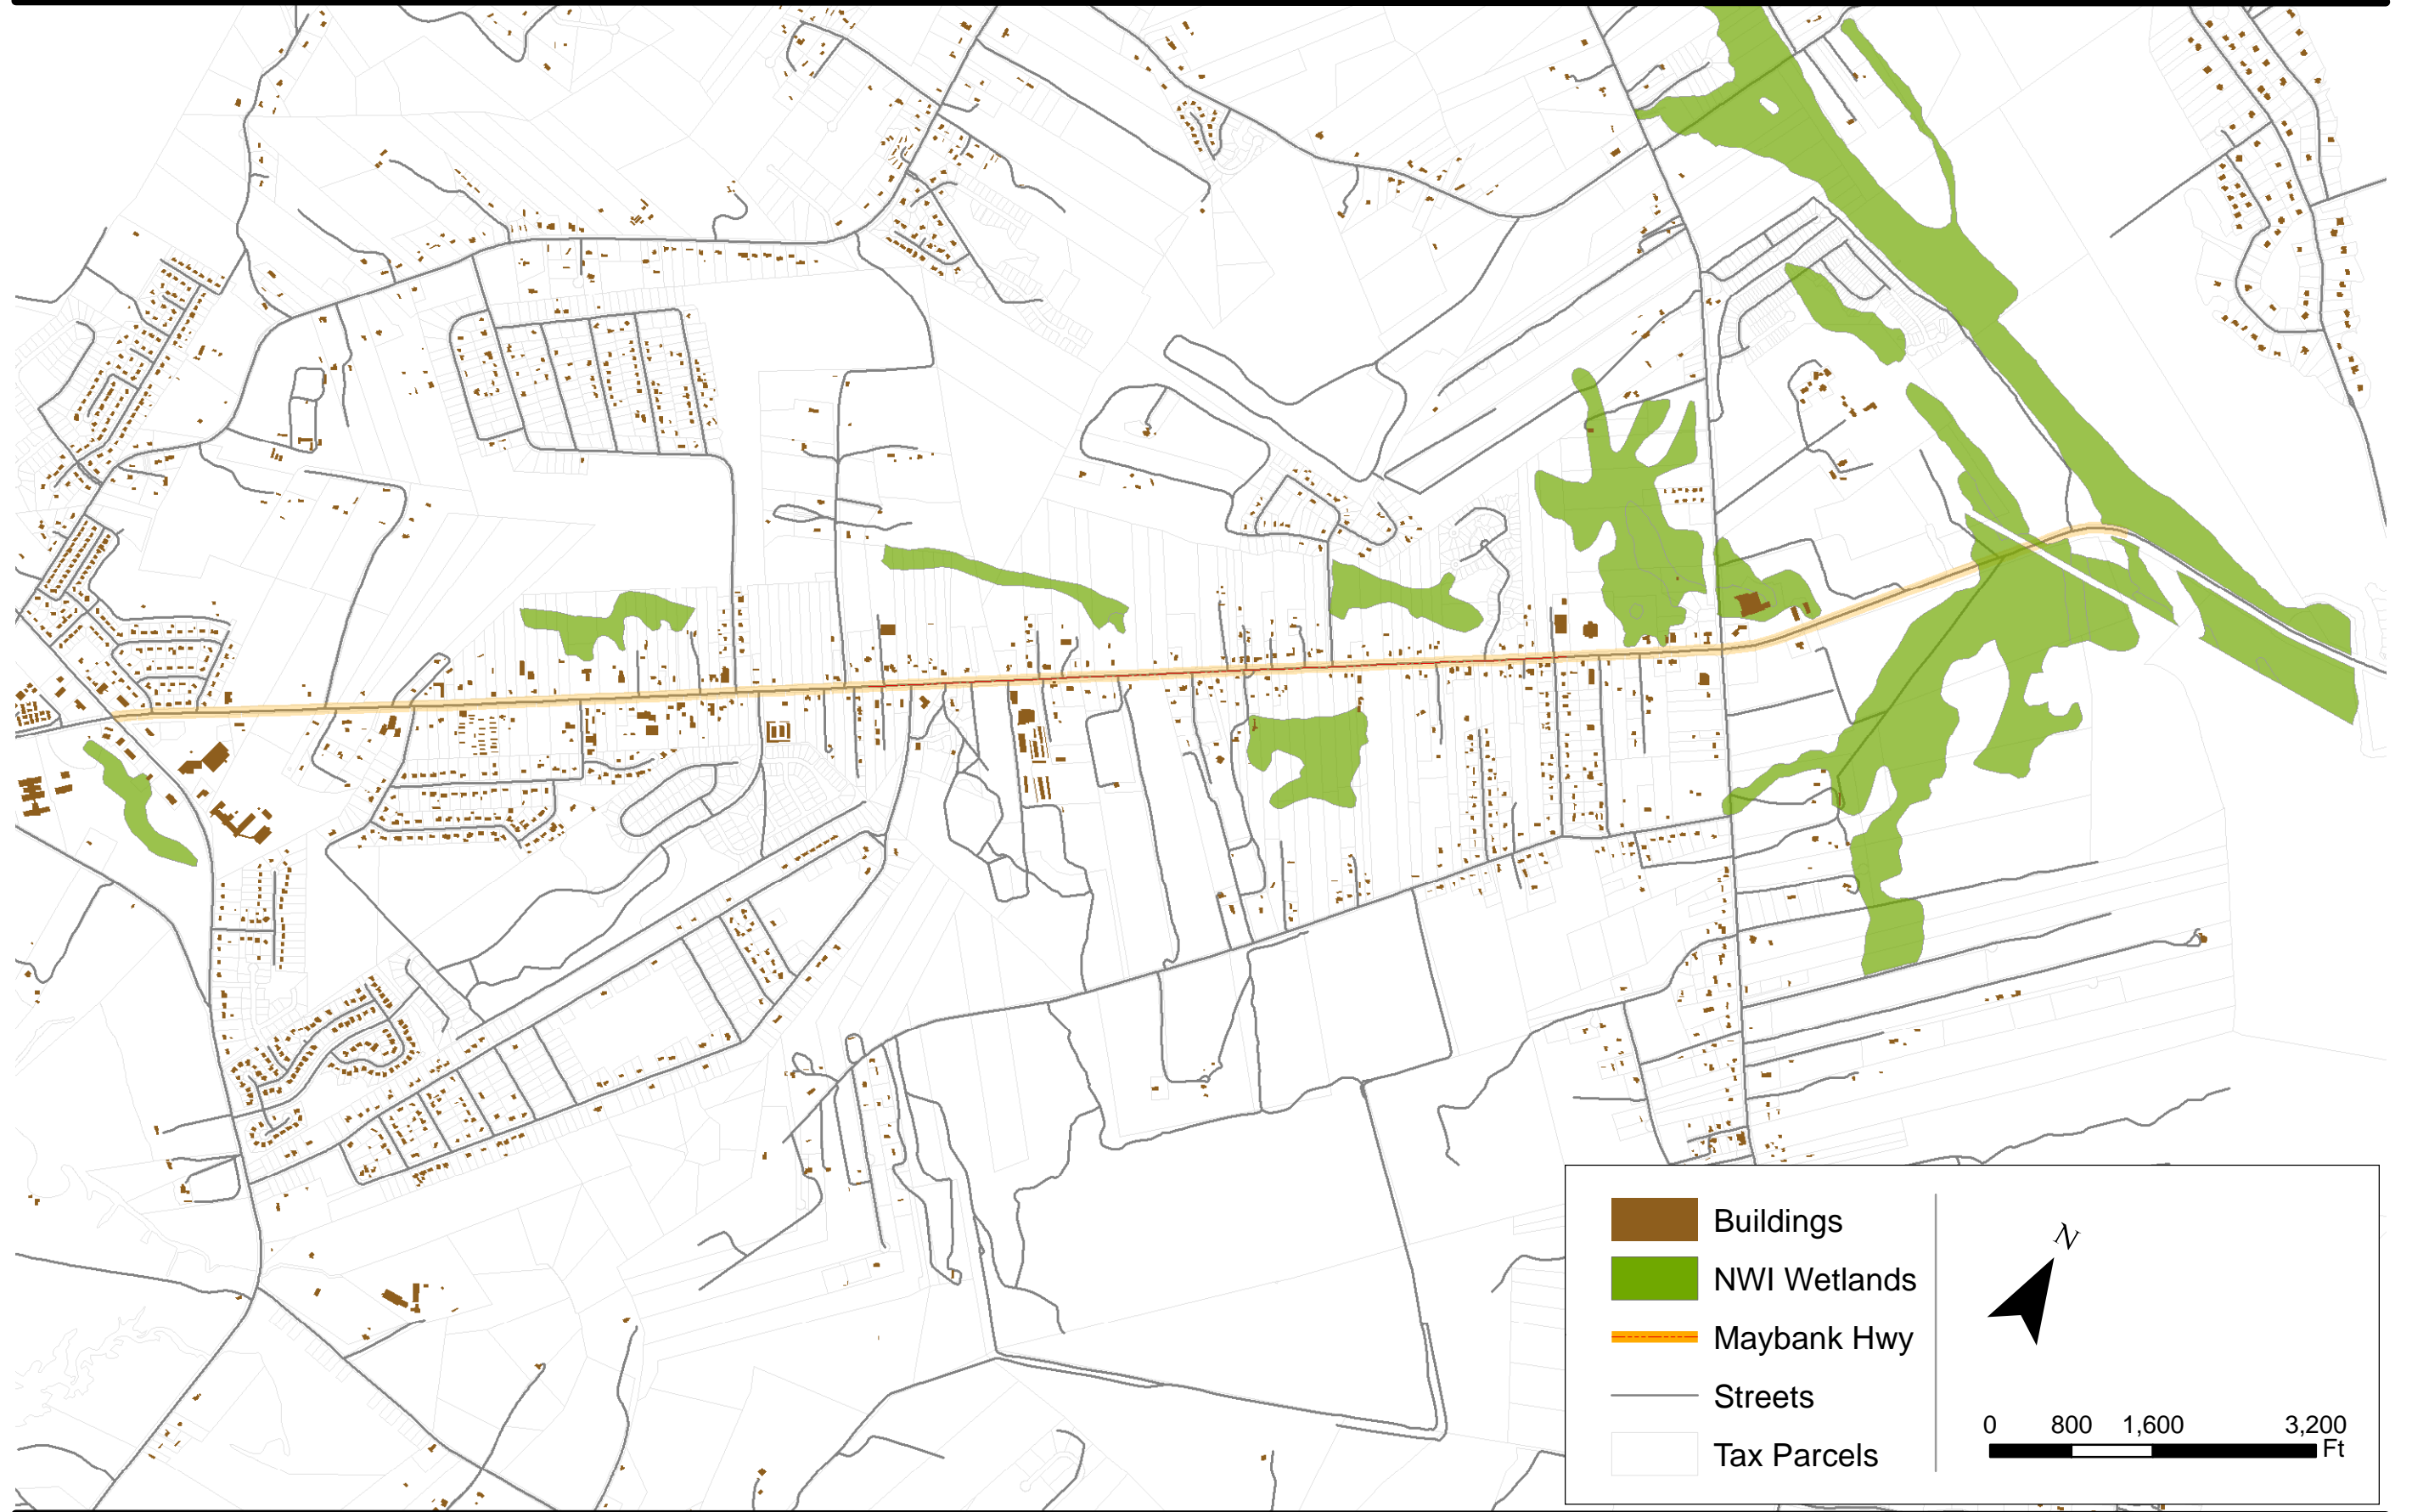 Buildings
NWI Wetlands
Maybank Hwy
Streets
Tax Parcels
N
0 800 1,600 3,200
Ft